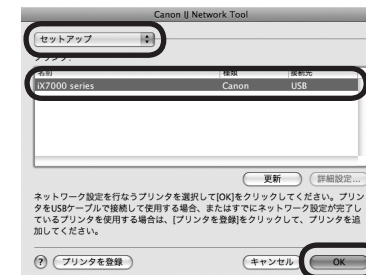 Canon IJ Network Tool
セットアップ
プリンタ:
名前 種類 接続先
iX7000 series Canon USB
更新 詳細設定...
ネットワーク設定を行なうプリンタを選択して[OK]をクリックしてください。プリン
タをUSBケーブルで接続して使用する場合、またはすでにネットワーク設定が完了し
ているプリンタを使用する場合は、[プリンタを登録]をクリックして、プリンタを追
加してください。
? プリンタを登録 キャンセル OK